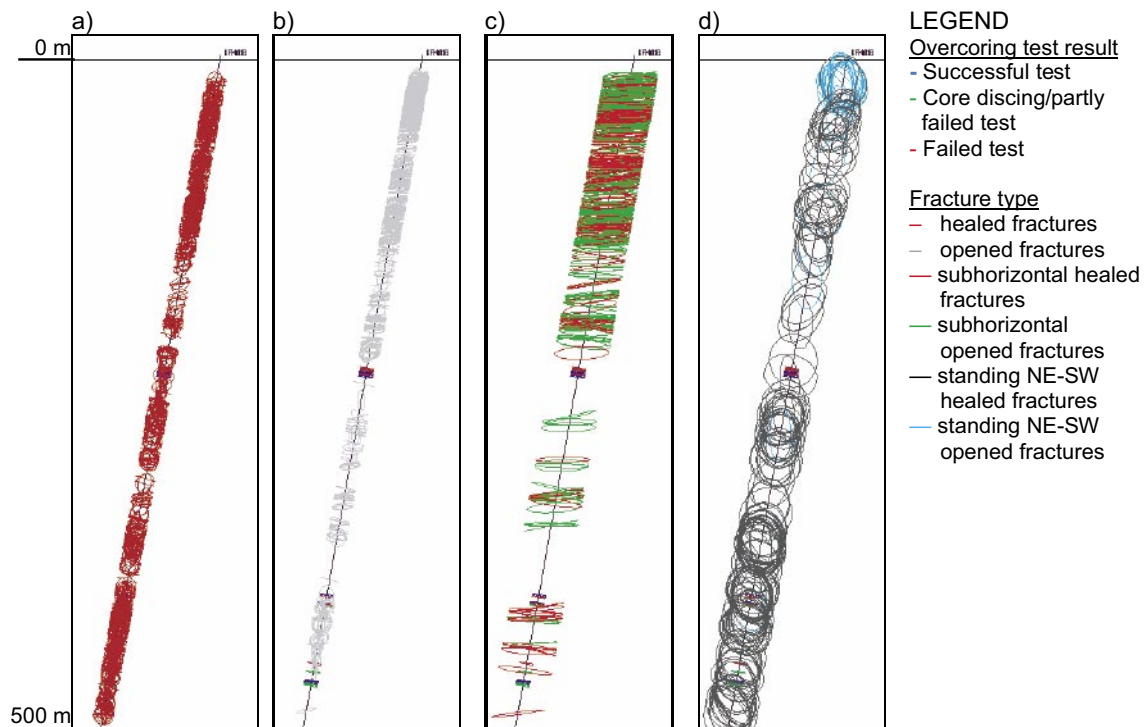 a)
b)
c)
d)
0 m
500 m
LEGEND
Overcoring test result
- Successful test
- Core discing/partly
failed test
- Failed test
Fracture type
– healed fractures
– opened fractures
— subhorizontal healed
fractures
— subhorizontal
opened fractures
— standing NE-SW
healed fractures
— standing NE-SW
opened fractures